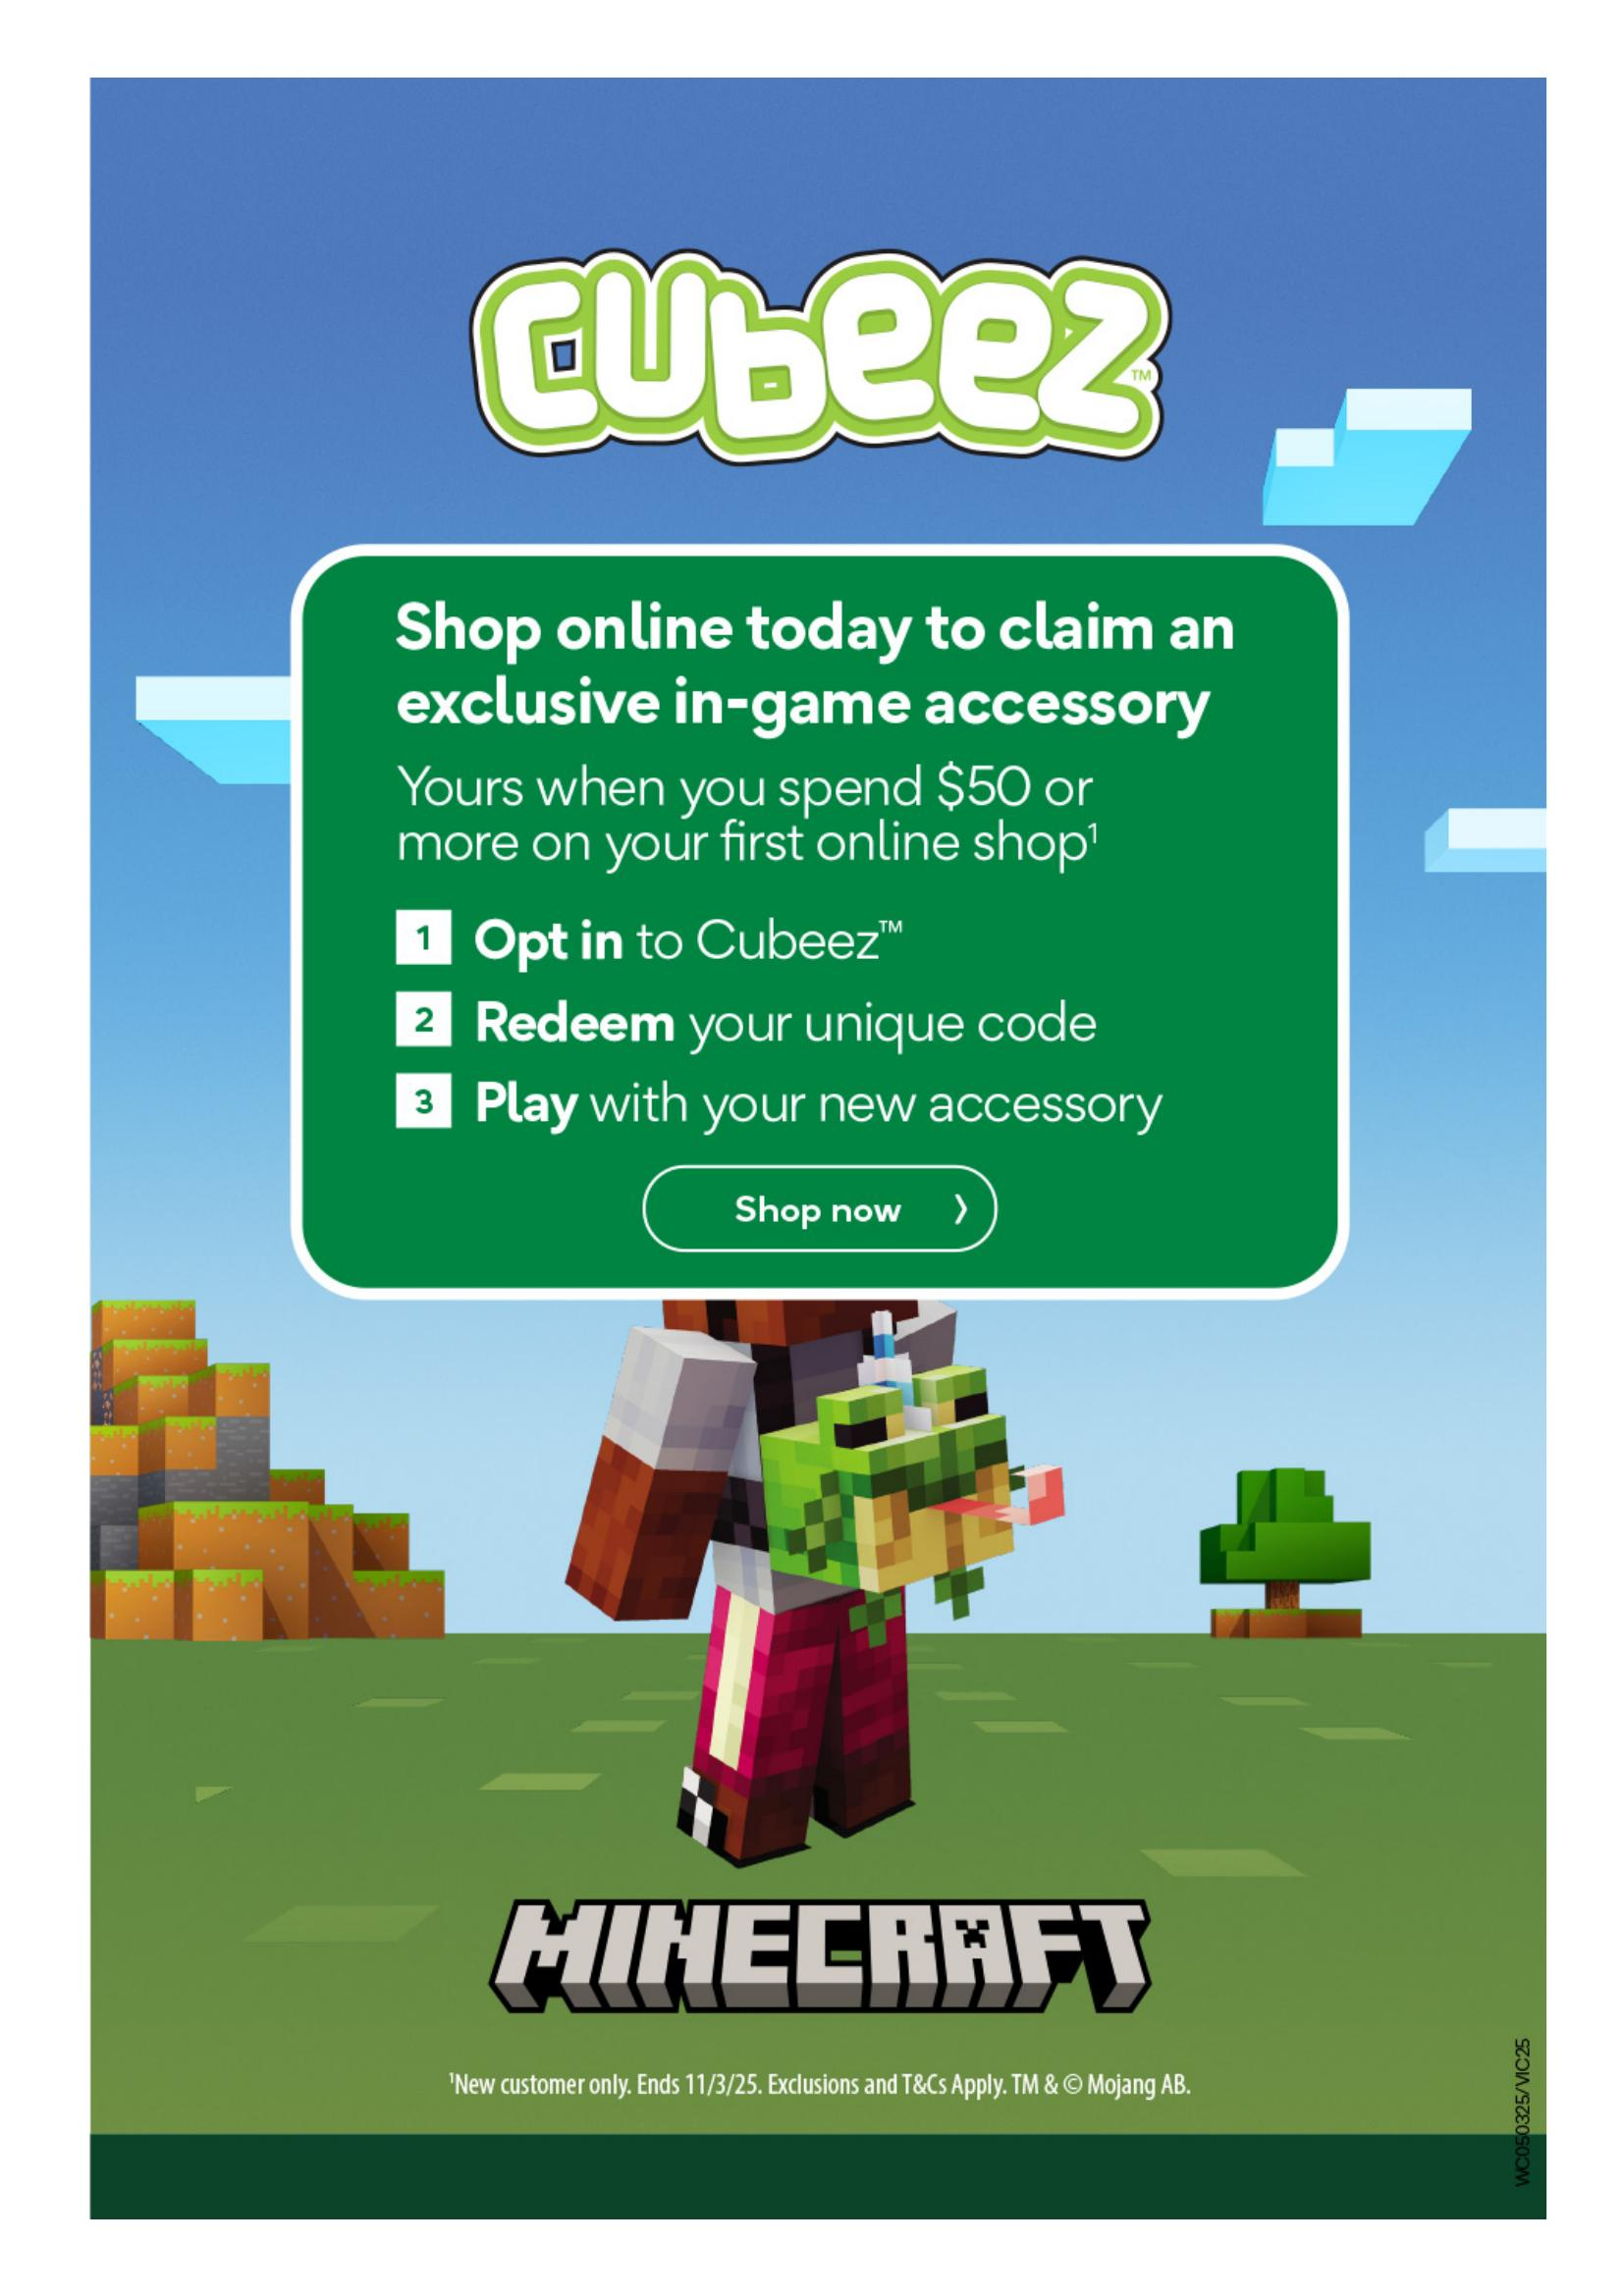 cubeez™
Shop online today to claim an
exclusive in-game accessory
Yours when you spend $50 or
more on your first online shop¹
1 Opt in to Cubeez™
2 Redeem your unique code
3 Play with your new accessory
Shop now ›
MINECRAFT
¹New customer only. Ends 11/3/25. Exclusions and T&Cs Apply. TM & © Mojang AB.
WC050325/VIC25